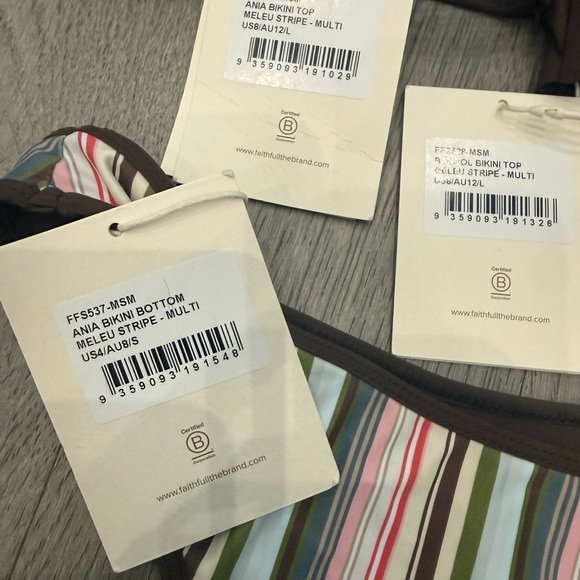 ANIA BIKINI TOP
MELEU STRIPE - MULTI
US8/AU12/L
9 359093 191029
Certified
B
Corporation
www.faithfullthebrand.com
BIKINI TOP
MELEU STRIPE - MULTI
US8/AU12/L
9 359093 191326
Certified
B
Corporation
www.faithfullthebrand.com
FFS537-MSM
ANIA BIKINI BOTTOM
MELEU STRIPE - MULTI
US4/AU8/S
9 359093 191548
Certified
B
Corporation
www.faithfullthebrand.com